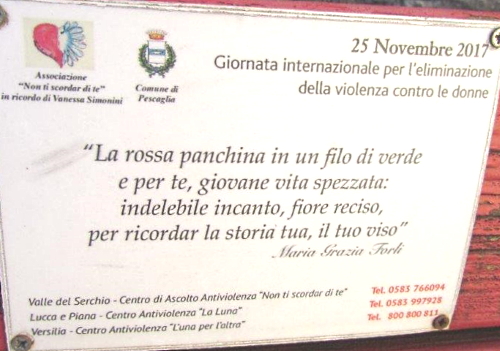 25 Novembre 2017
Giornata internazionale per l'eliminazione
della violenza contro le donne
Associazione
"Non ti scordar di te"
in ricordo di Vanessa Simonini
Comune di
Pescaglia
"La rossa panchina in un filo di verde
e per te, giovane vita spezzata:
indelebile incanto, fiore reciso,
per ricordar la storia tua, il tuo viso"
Maria Grazia Forli
Valle del Serchio - Centro di Ascolto Antiviolenza "Non ti scordar di te" Tel. 0583 766094
Lucca e Piana - Centro Antiviolenza "La Luna" Tel. 0583 997928
Versilia - Centro Antiviolenza "L'una per l'altra" Tel. 800 800 811